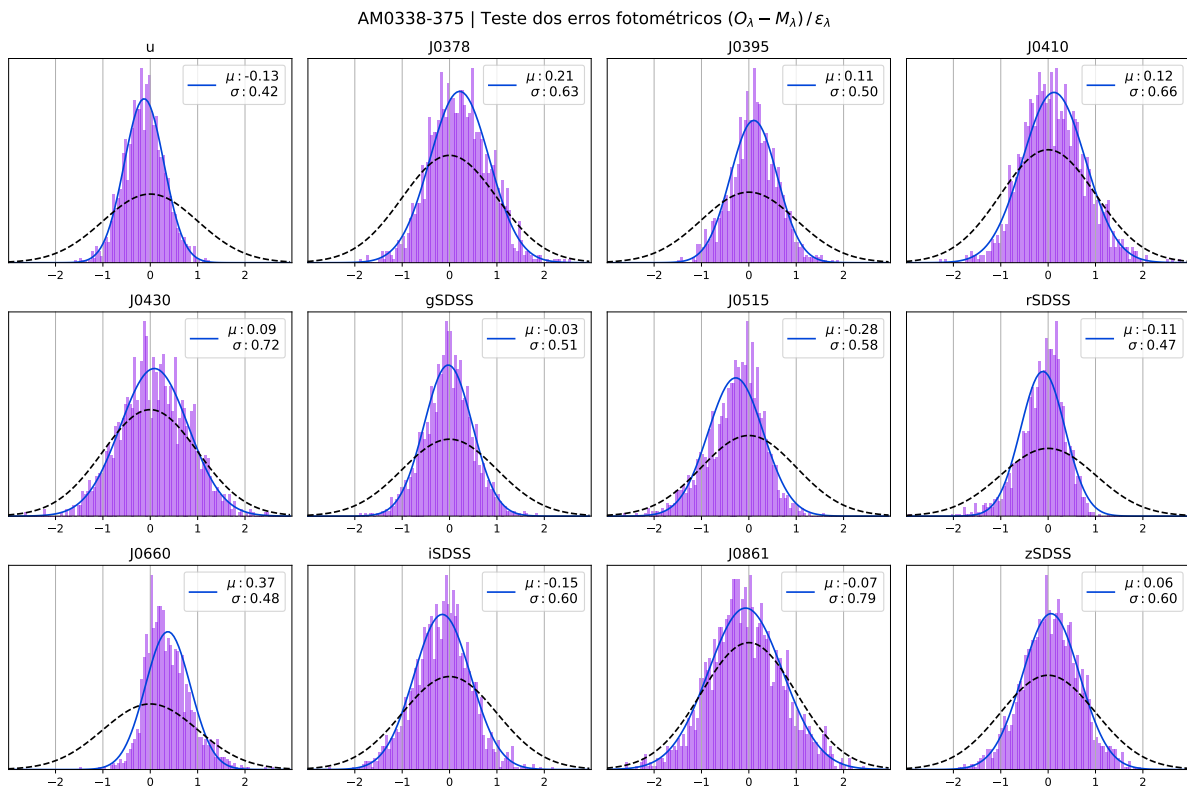 AM0338-375 | Teste dos erros fotométricos (O_λ − M_λ) / ε_λ
u
μ : -0.13
σ : 0.42
−2 −1 0 1 2
J0378
μ : 0.21
σ : 0.63
−2 −1 0 1 2
J0395
μ : 0.11
σ : 0.50
−2 −1 0 1 2
J0410
μ : 0.12
σ : 0.66
−2 −1 0 1 2
J0430
μ : 0.09
σ : 0.72
−2 −1 0 1 2
gSDSS
μ : -0.03
σ : 0.51
−2 −1 0 1 2
J0515
μ : -0.28
σ : 0.58
−2 −1 0 1 2
rSDSS
μ : -0.11
σ : 0.47
−2 −1 0 1 2
J0660
μ : 0.37
σ : 0.48
−2 −1 0 1 2
iSDSS
μ : -0.15
σ : 0.60
−2 −1 0 1 2
J0861
μ : -0.07
σ : 0.79
−2 −1 0 1 2
zSDSS
μ : 0.06
σ : 0.60
−2 −1 0 1 2